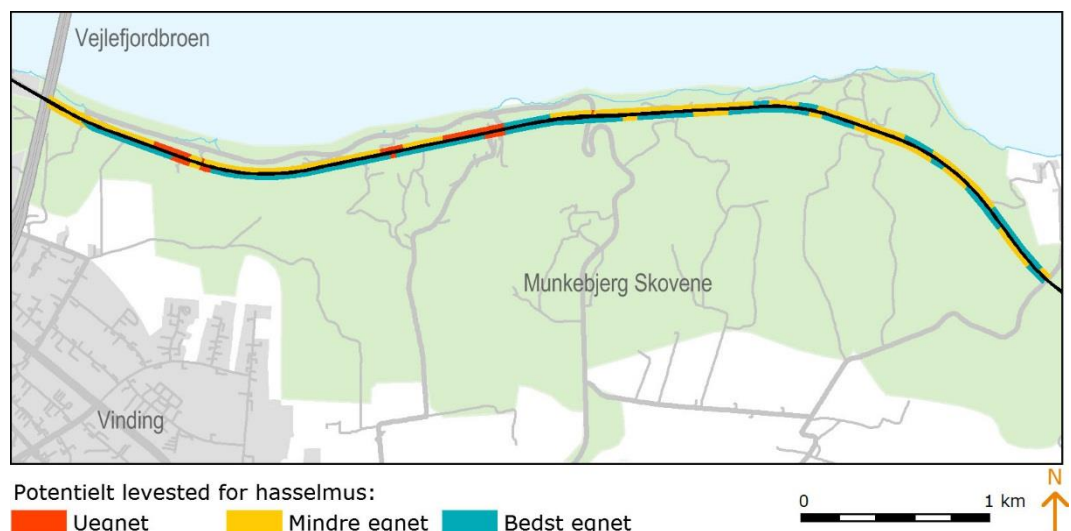 Vejlefjordbroen
Munkebjerg Skovene
Vinding
Potentielt levested for hasselmus:
Uegnet
Mindre egnet
Bedst egnet
N
0
1 km